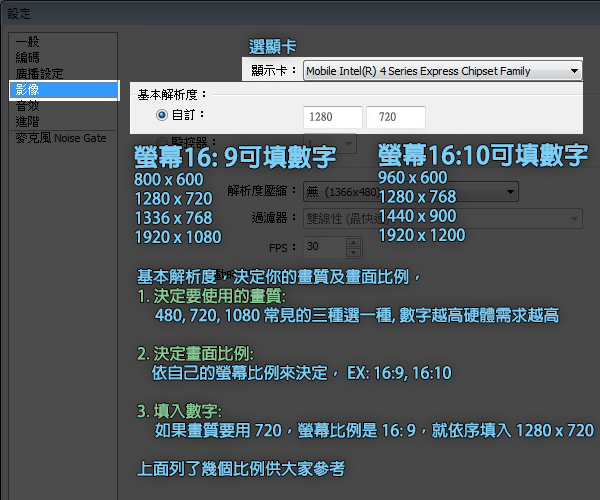 設定
一般
編碼
廣播設定
影像
音效
進階
麥克風 Noise Gate
選顯卡
顯示卡： Mobile Intel(R) 4 Series Express Chipset Family
基本解析度：
自訂： 1280 720
監控器：
螢幕16: 9可填數字
800 x 600
1280 x 720
1336 x 768
1920 x 1080
螢幕16:10可填數字
960 x 600
1280 x 768
1440 x 900
1920 x 1200
解析度壓縮： 無 (1366x480)
過濾器： 雙線性 (最快速
FPS： 30
基本解析度，決定你的畫質及畫面比例，
1. 決定要使用的畫質:
480, 720, 1080 常見的三種選一種, 數字越高硬體需求越高
2. 決定畫面比例:
依自己的螢幕比例來決定， EX: 16:9, 16:10
3. 填入數字:
如果畫質要用 720，螢幕比例是 16: 9，就依序填入 1280 x 720
上面列了幾個比例供大家參考